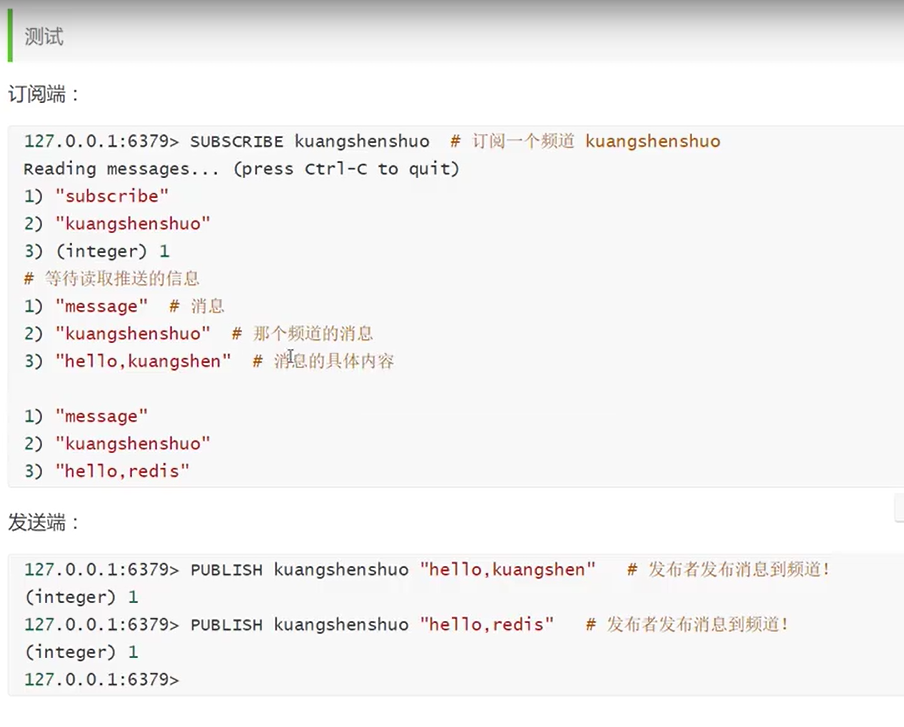 测试
订阅端：
127.0.0.1:6379> SUBSCRIBE kuangshenshuo  # 订阅一个频道 kuangshenshuo
Reading messages... (press Ctrl-C to quit)
1) "subscribe"
2) "kuangshenshuo"
3) (integer) 1
# 等待读取推送的信息
1) "message"  # 消息
2) "kuangshenshuo"  # 那个频道的消息
3) "hello,kuangshen"  # 消息的具体内容
1) "message"
2) "kuangshenshuo"
3) "hello,redis"
发送端：
127.0.0.1:6379> PUBLISH kuangshenshuo "hello,kuangshen"   # 发布者发布消息到频道！
(integer) 1
127.0.0.1:6379> PUBLISH kuangshenshuo "hello,redis"   # 发布者发布消息到频道！
(integer) 1
127.0.0.1:6379>